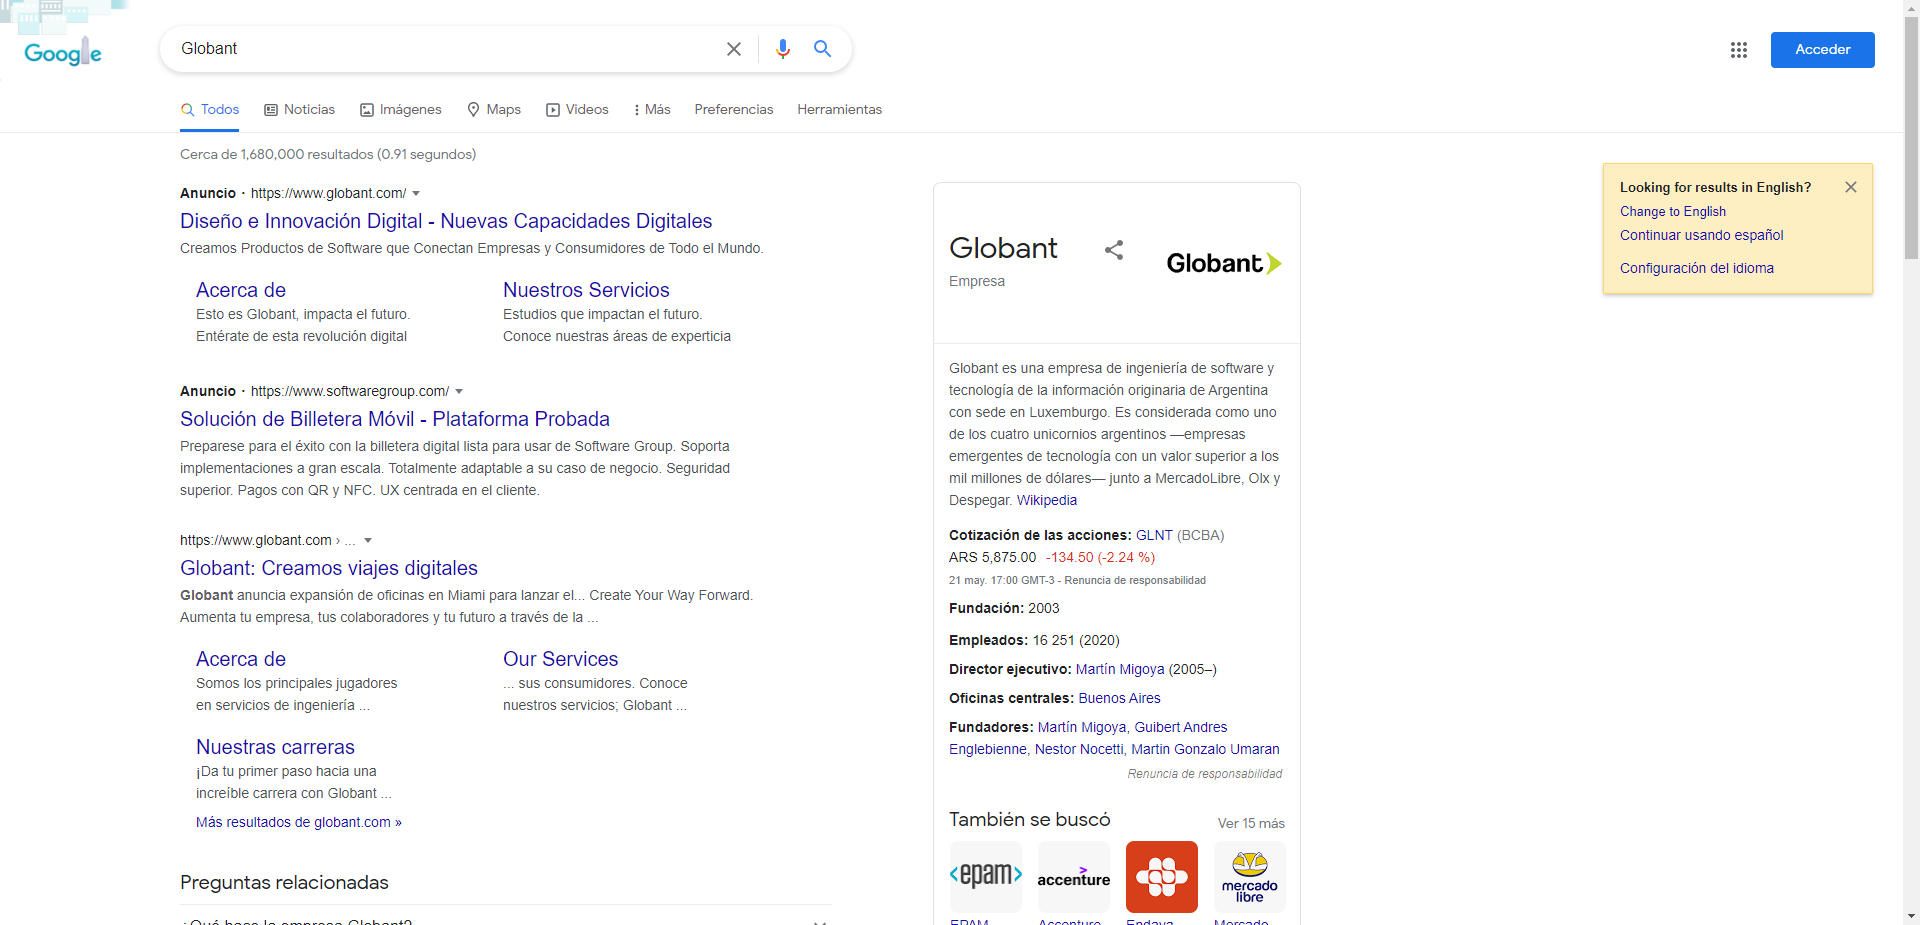 Google
Globant
Acceder
Todos
Noticias
Imágenes
Maps
Videos
Más
Preferencias
Herramientas
Cerca de 1,680,000 resultados (0.91 segundos)
Anuncio · https://www.globant.com/
Diseño e Innovación Digital - Nuevas Capacidades Digitales
Creamos Productos de Software que Conectan Empresas y Consumidores de Todo el Mundo.
Acerca de
Esto es Globant, impacta el futuro.
Entérate de esta revolución digital
Nuestros Servicios
Estudios que impactan el futuro.
Conoce nuestras áreas de experticia
Anuncio · https://www.softwaregroup.com/
Solución de Billetera Móvil - Plataforma Probada
Preparese para el éxito con la billetera digital lista para usar de Software Group. Soporta
implementaciones a gran escala. Totalmente adaptable a su caso de negocio. Seguridad
superior. Pagos con QR y NFC. UX centrada en el cliente.
https://www.globant.com › ...
Globant: Creamos viajes digitales
Globant anuncia expansión de oficinas en Miami para lanzar el... Create Your Way Forward.
Aumenta tu empresa, tus colaboradores y tu futuro a través de la ...
Acerca de
Somos los principales jugadores
en servicios de ingeniería ...
Our Services
... sus consumidores. Conoce
nuestros servicios; Globant ...
Nuestras carreras
¡Da tu primer paso hacia una
increíble carrera con Globant ...
Más resultados de globant.com »
Preguntas relacionadas
¿Qué hace la empresa Globant?
Globant
Empresa
Globant
Globant es una empresa de ingeniería de software y
tecnología de la información originaria de Argentina
con sede en Luxemburgo. Es considerada como uno
de los cuatro unicornios argentinos —empresas
emergentes de tecnología con un valor superior a los
mil millones de dólares— junto a MercadoLibre, Olx y
Despegar. Wikipedia
Cotización de las acciones: GLNT (BCBA)
ARS 5,875.00 -134.50 (-2.24 %)
21 may. 17:00 GMT-3 - Renuncia de responsabilidad
Fundación: 2003
Empleados: 16 251 (2020)
Director ejecutivo: Martín Migoya (2005–)
Oficinas centrales: Buenos Aires
Fundadores: Martín Migoya, Guibert Andres
Englebienne, Nestor Nocetti, Martin Gonzalo Umaran
Renuncia de responsabilidad
También se buscó
Ver 15 más
<epam>
accenture
mercado
libre
EPAM
Accenture
Endava
Mercado
Looking for results in English?
Change to English
Continuar usando español
Configuración del idioma